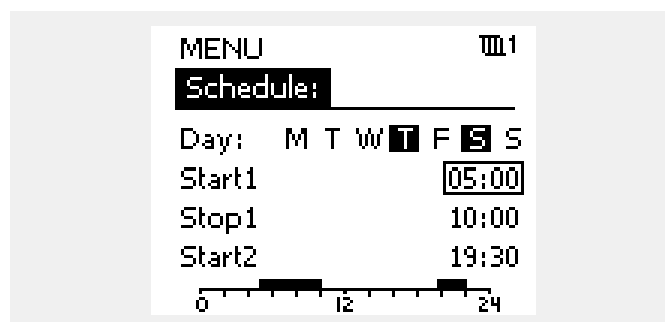 MENU 1
Schedule:
Day: M T W T F S S
Start1 05:00
Stop1 10:00
Start2 19:30
0 12 24